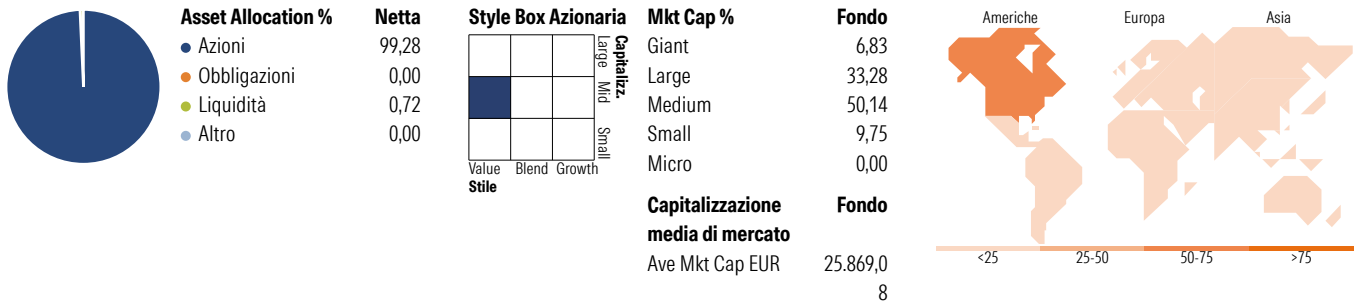 Asset Allocation % Netta
Azioni 99,28
Obbligazioni 0,00
Liquidità 0,72
Altro 0,00
Style Box Azionaria
Large
Mid
Small
Capitalizz.
Value Blend Growth
Stile
Mkt Cap % Fondo
Giant 6,83
Large 33,28
Medium 50,14
Small 9,75
Micro 0,00
Capitalizzazione Fondo
media di mercato
Ave Mkt Cap EUR 25.869,0
8
Americhe Europa Asia
<25 25-50 50-75 >75